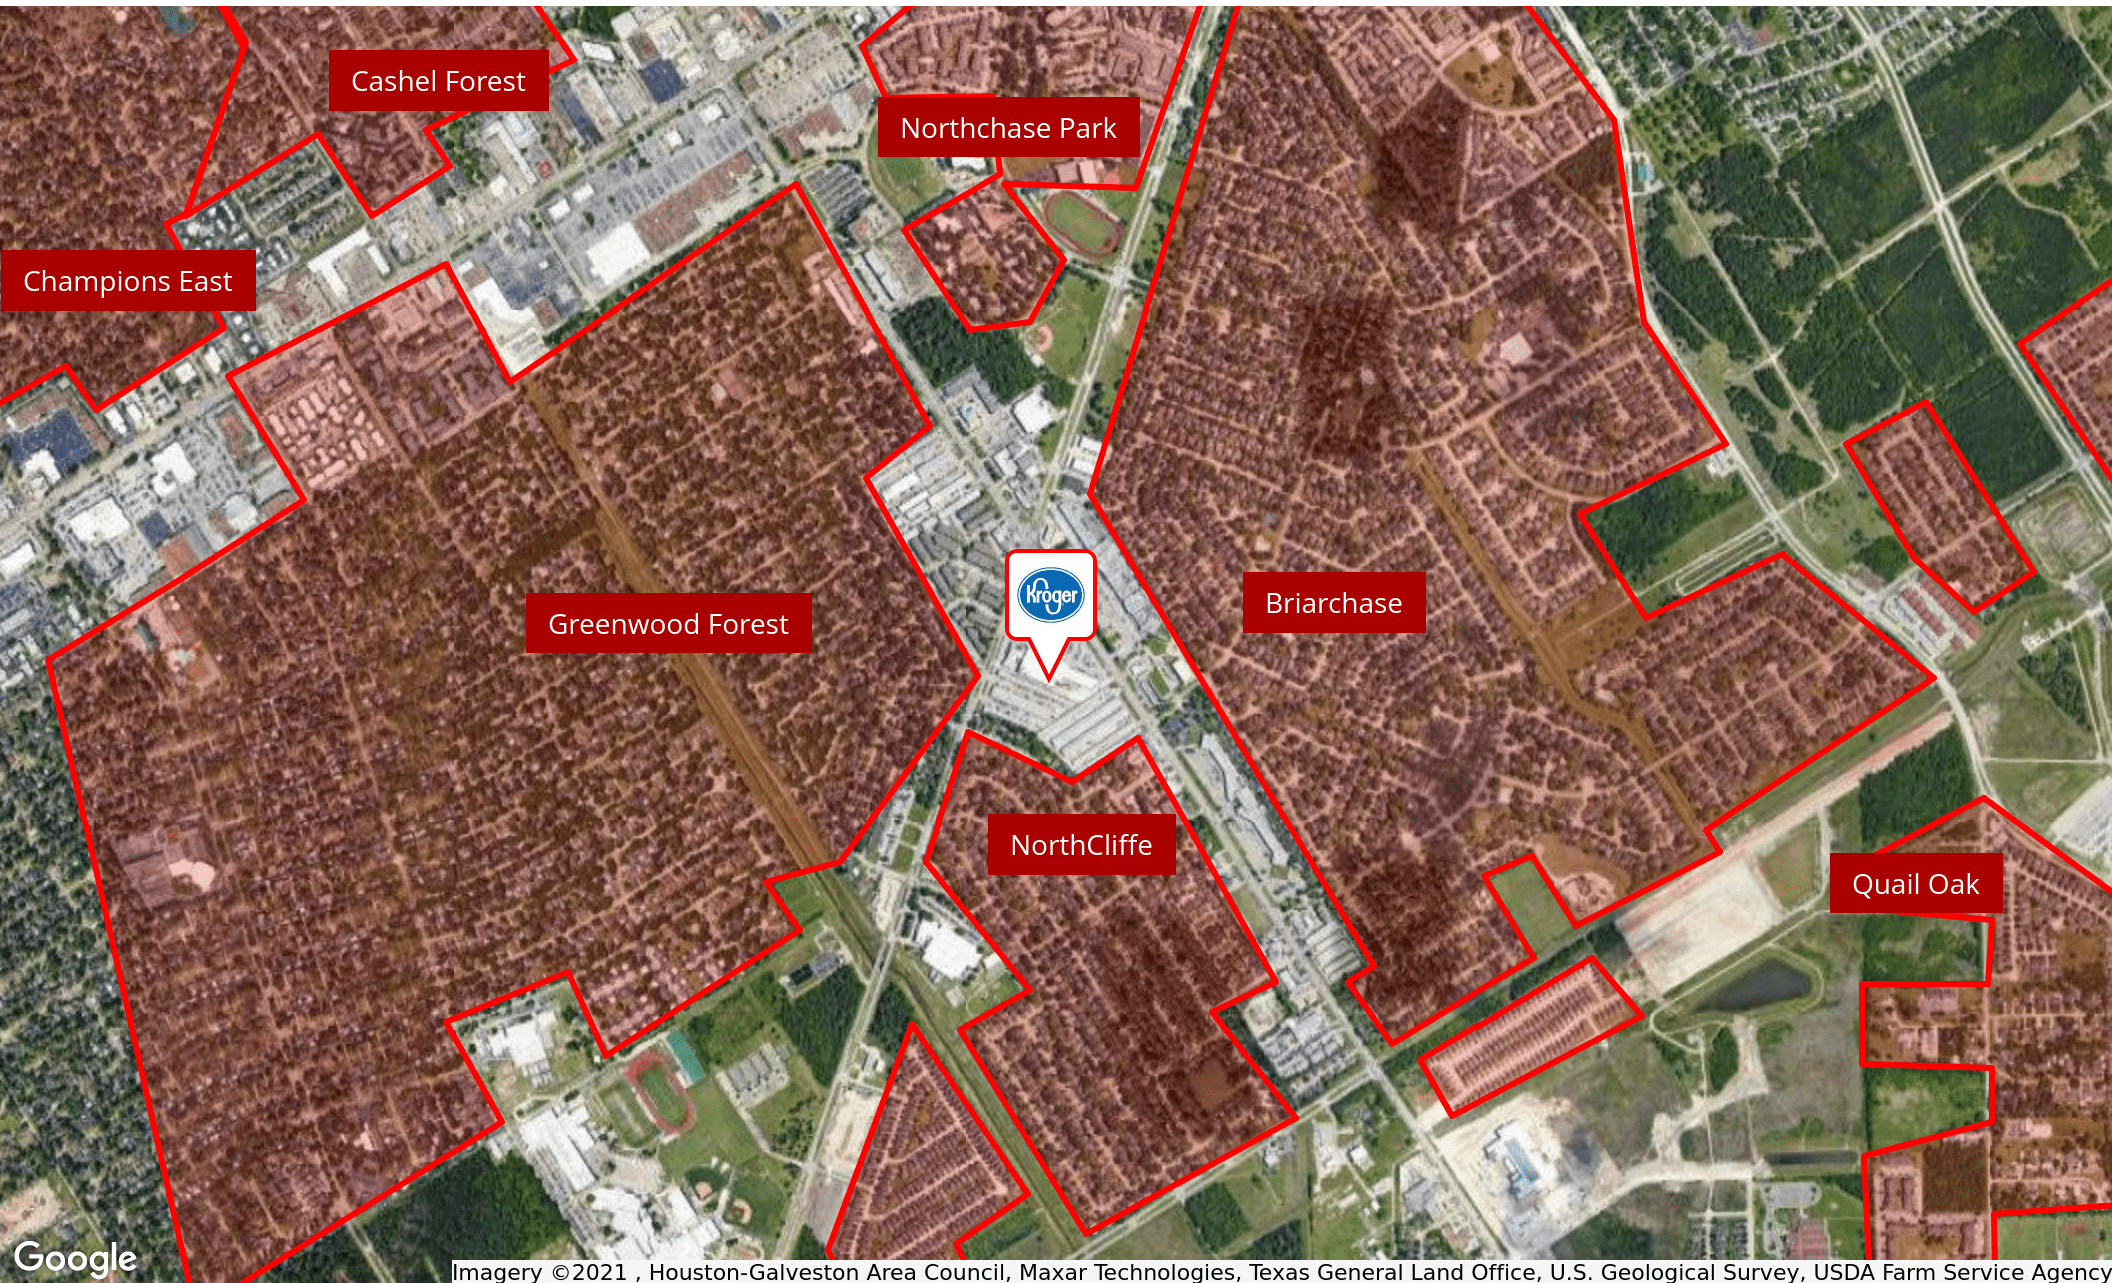 Cashel Forest
Northchase Park
Champions East
Kroger
Briarchase
Greenwood Forest
NorthCliffe
Quail Oak
Google
Imagery ©2021 , Houston-Galveston Area Council, Maxar Technologies, Texas General Land Office, U.S. Geological Survey, USDA Farm Service Agency